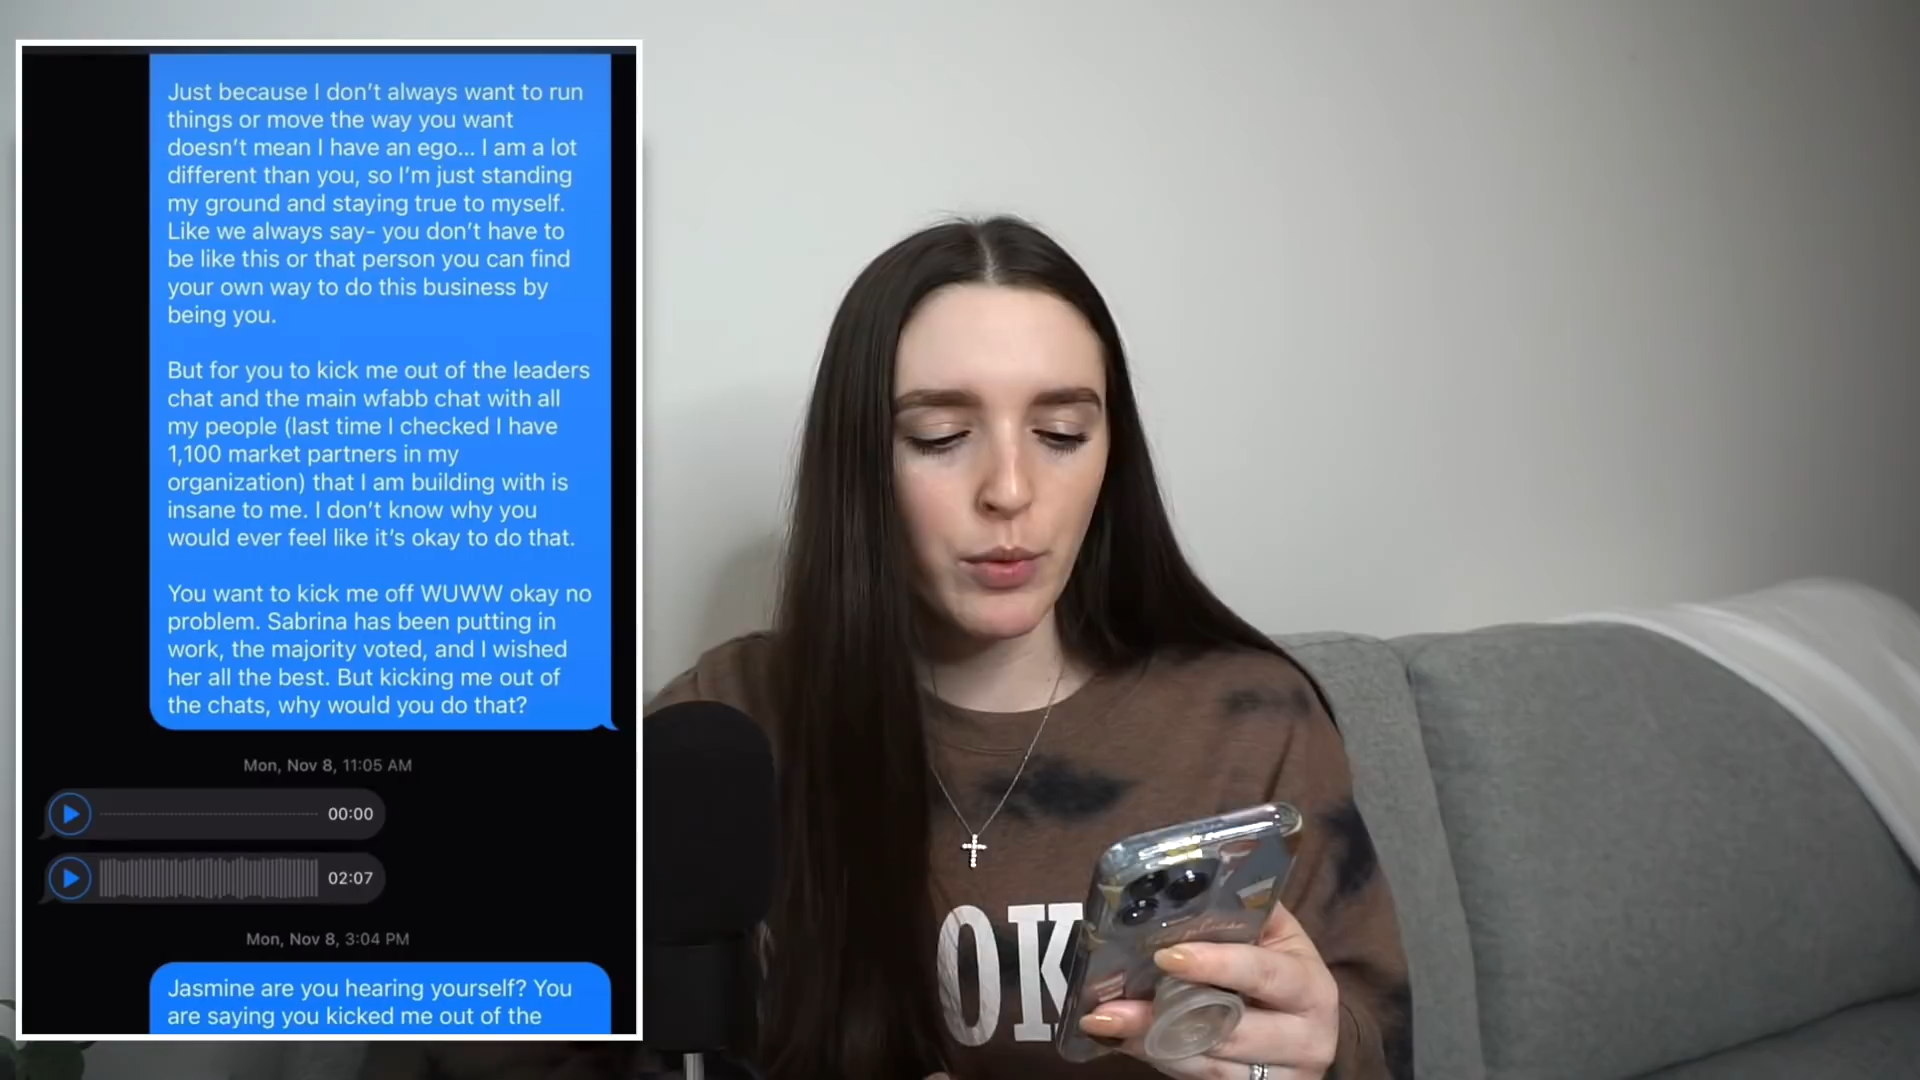 Just because I don't always want to run
things or move the way you want
doesn't mean I have an ego... I am a lot
different than you, so I'm just standing
my ground and staying true to myself.
Like we always say- you don't have to
be like this or that person you can find
your own way to do this business by
being you.
But for you to kick me out of the leaders
chat and the main wfabb chat with all
my people (last time I checked I have
1,100 market partners in my
organization) that I am building with is
insane to me. I don't know why you
would ever feel like it's okay to do that.
You want to kick me off WUWW okay no
problem. Sabrina has been putting in
work, the majority voted, and I wished
her all the best. But kicking me out of
the chats, why would you do that?
Mon, Nov 8, 11:05 AM
00:00
02:07
Mon, Nov 8, 3:04 PM
Jasmine are you hearing yourself? You
are saying you kicked me out of the
OK